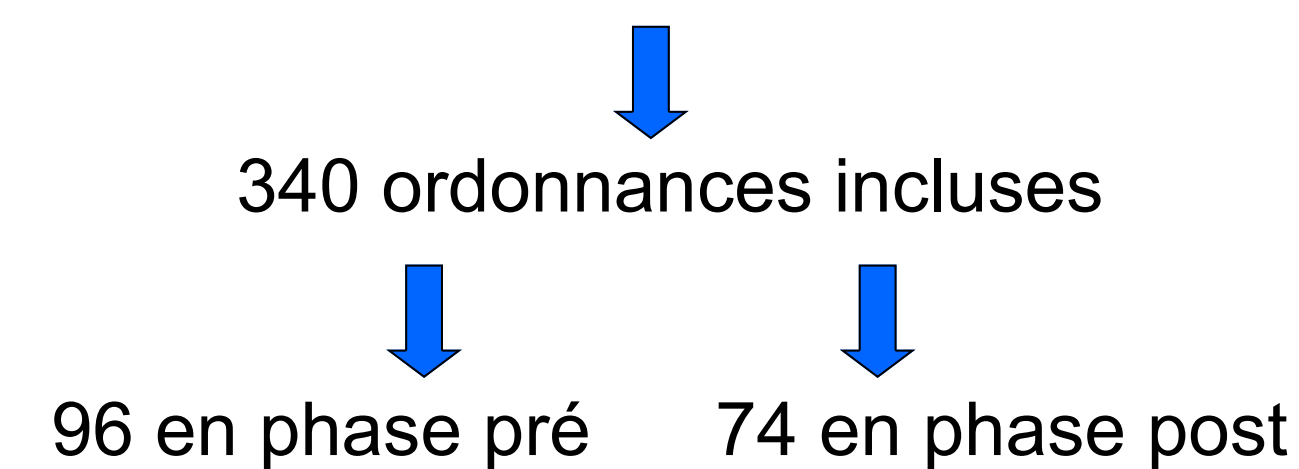 340 ordonnances incluses
96 en phase pré 74 en phase post